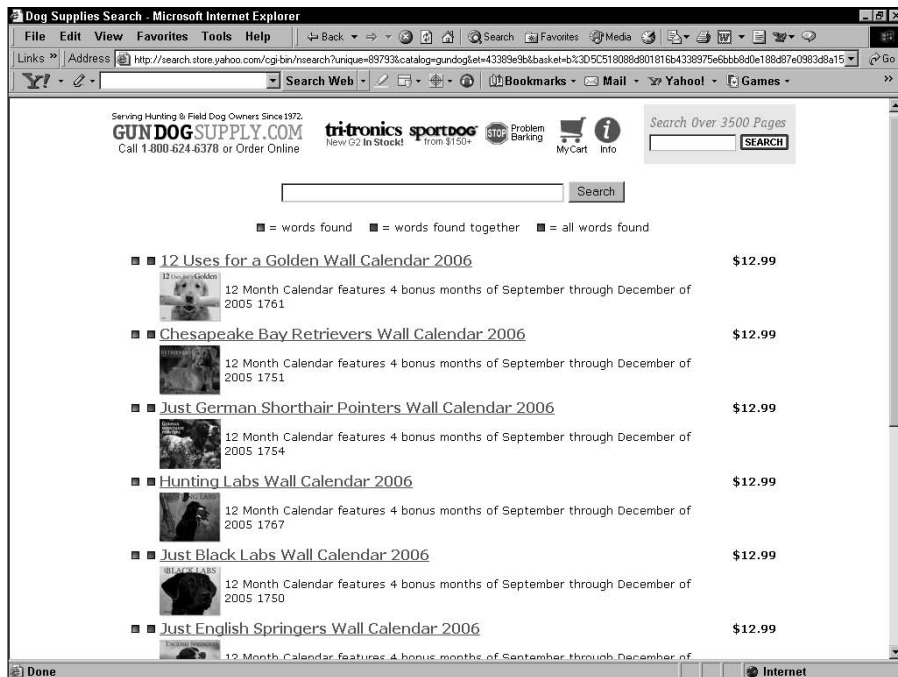 Dog Supplies Search - Microsoft Internet Explorer
File Edit View Favorites Tools Help Back Search Favorites Media
Links » Address http://search.store.yahoo.com/cgi-bin/nsearch?unique=89793&catalog=gundog&et=43389e9b&basket=b%3D5C518088d801816b4338975e6bbb8d0e188d87e0983d8a15 Go
Y! Search Web Bookmarks Mail Yahoo! Games »
Serving Hunting & Field Dog Owners Since 1972.
GUNDOGSUPPLY.COM
Call 1-800-624-6378 or Order Online
tri-tronics
New G2 In Stock!
sportDOG
from $150+
STOP Problem Barking
My Cart
i
Info
Search Over 3500 Pages
SEARCH
Search
= words found = words found together = all words found
12 Uses for a Golden Wall Calendar 2006 $12.99
12 Uses for a Golden
12 Month Calendar features 4 bonus months of September through December of
2005 1761
Chesapeake Bay Retrievers Wall Calendar 2006 $12.99
12 Month Calendar features 4 bonus months of September through December of
2005 1751
Just German Shorthair Pointers Wall Calendar 2006 $12.99
GERMAN SHORTHAIR POINTERS
12 Month Calendar features 4 bonus months of September through December of
2005 1754
Hunting Labs Wall Calendar 2006 $12.99
12 Month Calendar features 4 bonus months of September through December of
2005 1767
Just Black Labs Wall Calendar 2006 $12.99
BLACK LABS
12 Month Calendar features 4 bonus months of September through December of
2005 1750
Just English Springers Wall Calendar 2006 $12.99
ENGLISH SPRINGERS
12 Month Calendar features 4 bonus months of September through December of
Done Internet